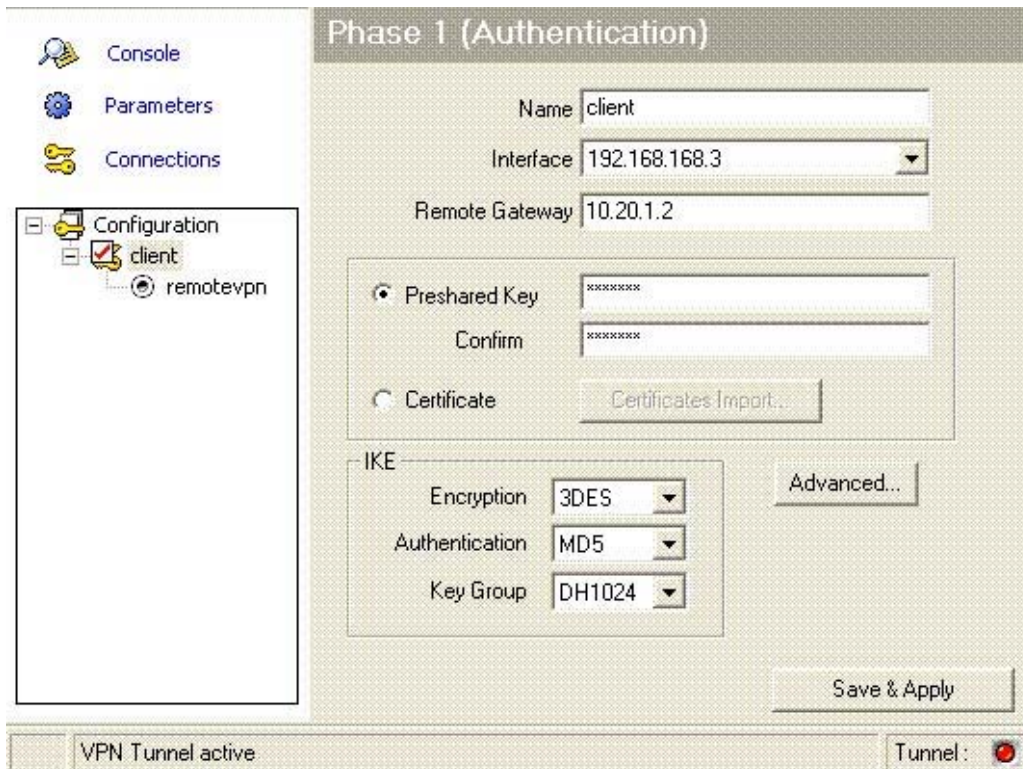 Console
Parameters
Connections
Configuration
client
remotevpn
Phase 1 (Authentication)
Name client
Interface 192.168.168.3
Remote Gateway 10.20.1.2
Preshared Key xxxxxxx
Confirm xxxxxxx
Certificate Certificates Import...
IKE
Encryption 3DES
Authentication MD5
Key Group DH1024
Advanced...
Save & Apply
VPN Tunnel active Tunnel :